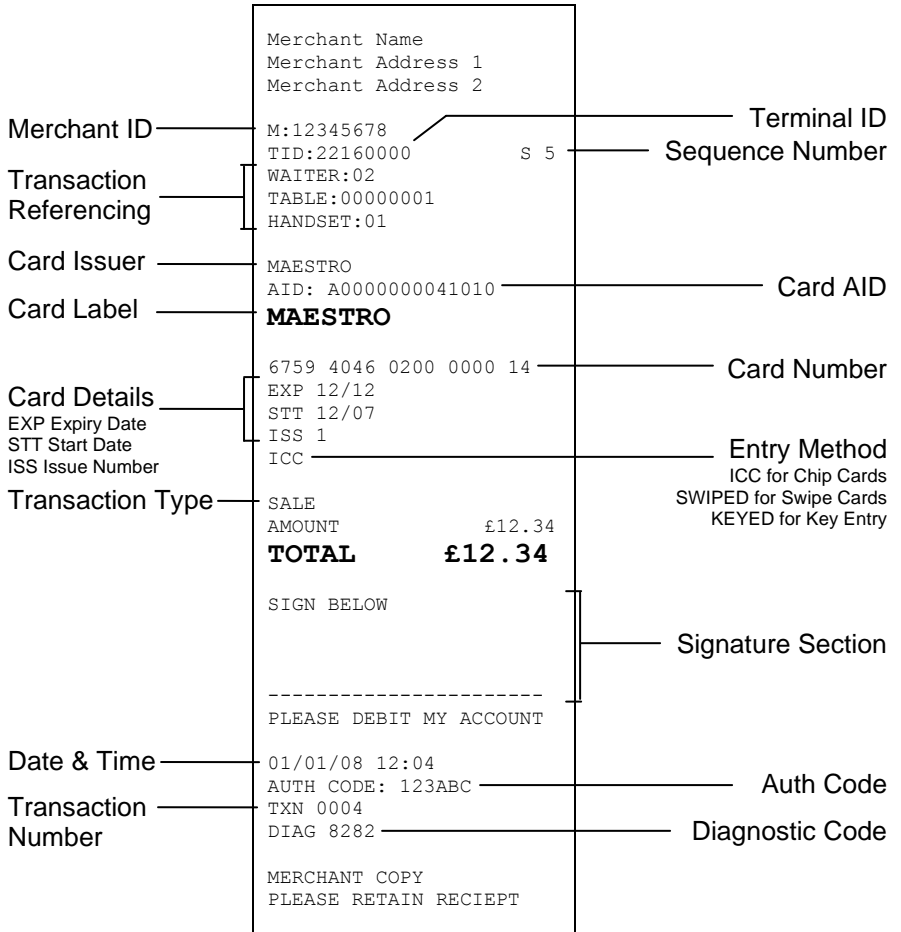 Merchant Name
Merchant Address 1
Merchant Address 2
Merchant ID
M:12345678
Terminal ID
TID:22160000 S 5
Sequence Number
Transaction
Referencing
WAITER:02
TABLE:00000001
HANDSET:01
Card Issuer
MAESTRO
AID: A0000000041010
Card AID
Card Label
MAESTRO
6759 4046 0200 0000 14
Card Number
Card Details
EXP Expiry Date
STT Start Date
ISS Issue Number
EXP 12/12
STT 12/07
ISS 1
ICC
Entry Method
ICC for Chip Cards
SWIPED for Swipe Cards
KEYED for Key Entry
Transaction Type
SALE
AMOUNT £12.34
TOTAL £12.34
SIGN BELOW
Signature Section
-----------------------
PLEASE DEBIT MY ACCOUNT
Date & Time
01/01/08 12:04
AUTH CODE: 123ABC
Auth Code
Transaction
Number
TXN 0004
DIAG 8282
Diagnostic Code
MERCHANT COPY
PLEASE RETAIN RECIEPT